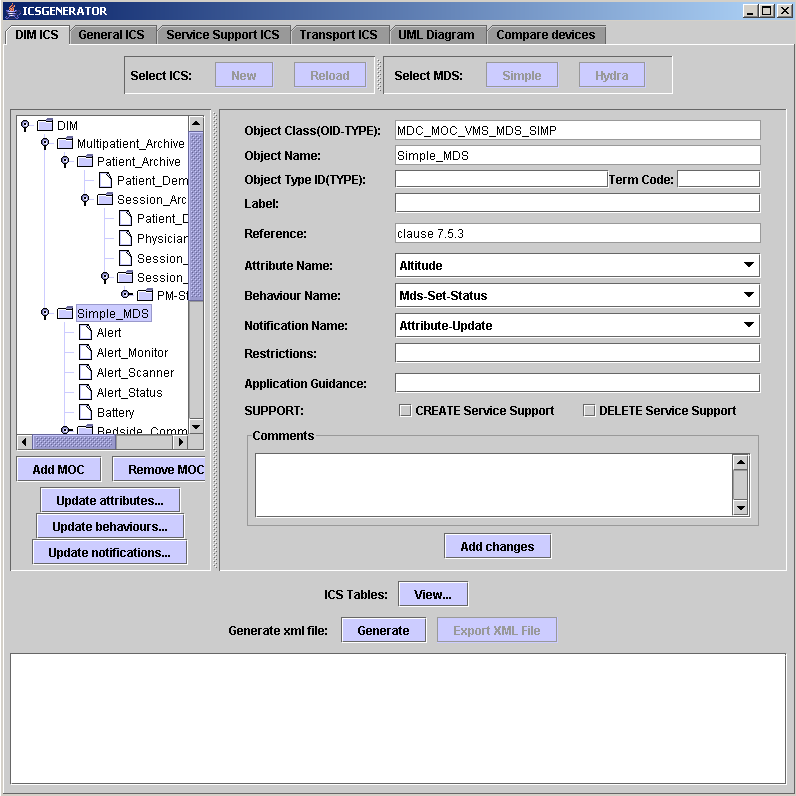 ICSGENERATOR
DIM ICS General ICS Service Support ICS Transport ICS UML Diagram Compare devices
Select ICS: New Reload Select MDS: Simple Hydra
DIM
Multipatient_Archive
Patient_Archive
Patient_Dem
Session_Arc
Patient_D
Physician
Session_
Session_
PM-St
Simple_MDS
Alert
Alert_Monitor
Alert_Scanner
Alert_Status
Battery
Bedside_Comm
Add MOC Remove MOC
Update attributes...
Update behaviours...
Update notifications...
Object Class(OID-TYPE): MDC_MOC_VMS_MDS_SIMP
Object Name: Simple_MDS
Object Type ID(TYPE): Term Code:
Label:
Reference: clause 7.5.3
Attribute Name: Altitude
Behaviour Name: Mds-Set-Status
Notification Name: Attribute-Update
Restrictions:
Application Guidance:
SUPPORT: CREATE Service Support DELETE Service Support
Comments
Add changes
ICS Tables: View...
Generate xml file: Generate Export XML File